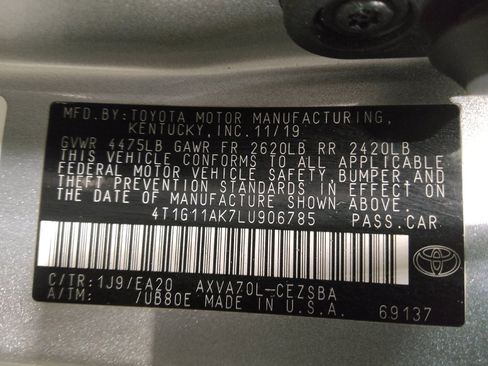 MFD.BY:TOYOTA MOTOR MANUFACTURING,
KENTUCKY,INC.11/19
GVWR 4475LB GAWR FR 2620LB RR 2420LB
THIS VEHICLE CONFORMS TO ALL APPLICABLE
FEDERAL MOTOR VEHICLE SAFETY,BUMPER,AND
THEFT PREVENTION STANDARDS IN EFFECT ON
THE DATE OF MANUFACTURE SHOWN ABOVE.
4T1G11AK7LU906785 PASS.CAR
C/TR:1J9/EA20 AXVA70L-CEZSBA
A/TM: /UB80E MADE IN U.S.A.
69137
TOYOTA